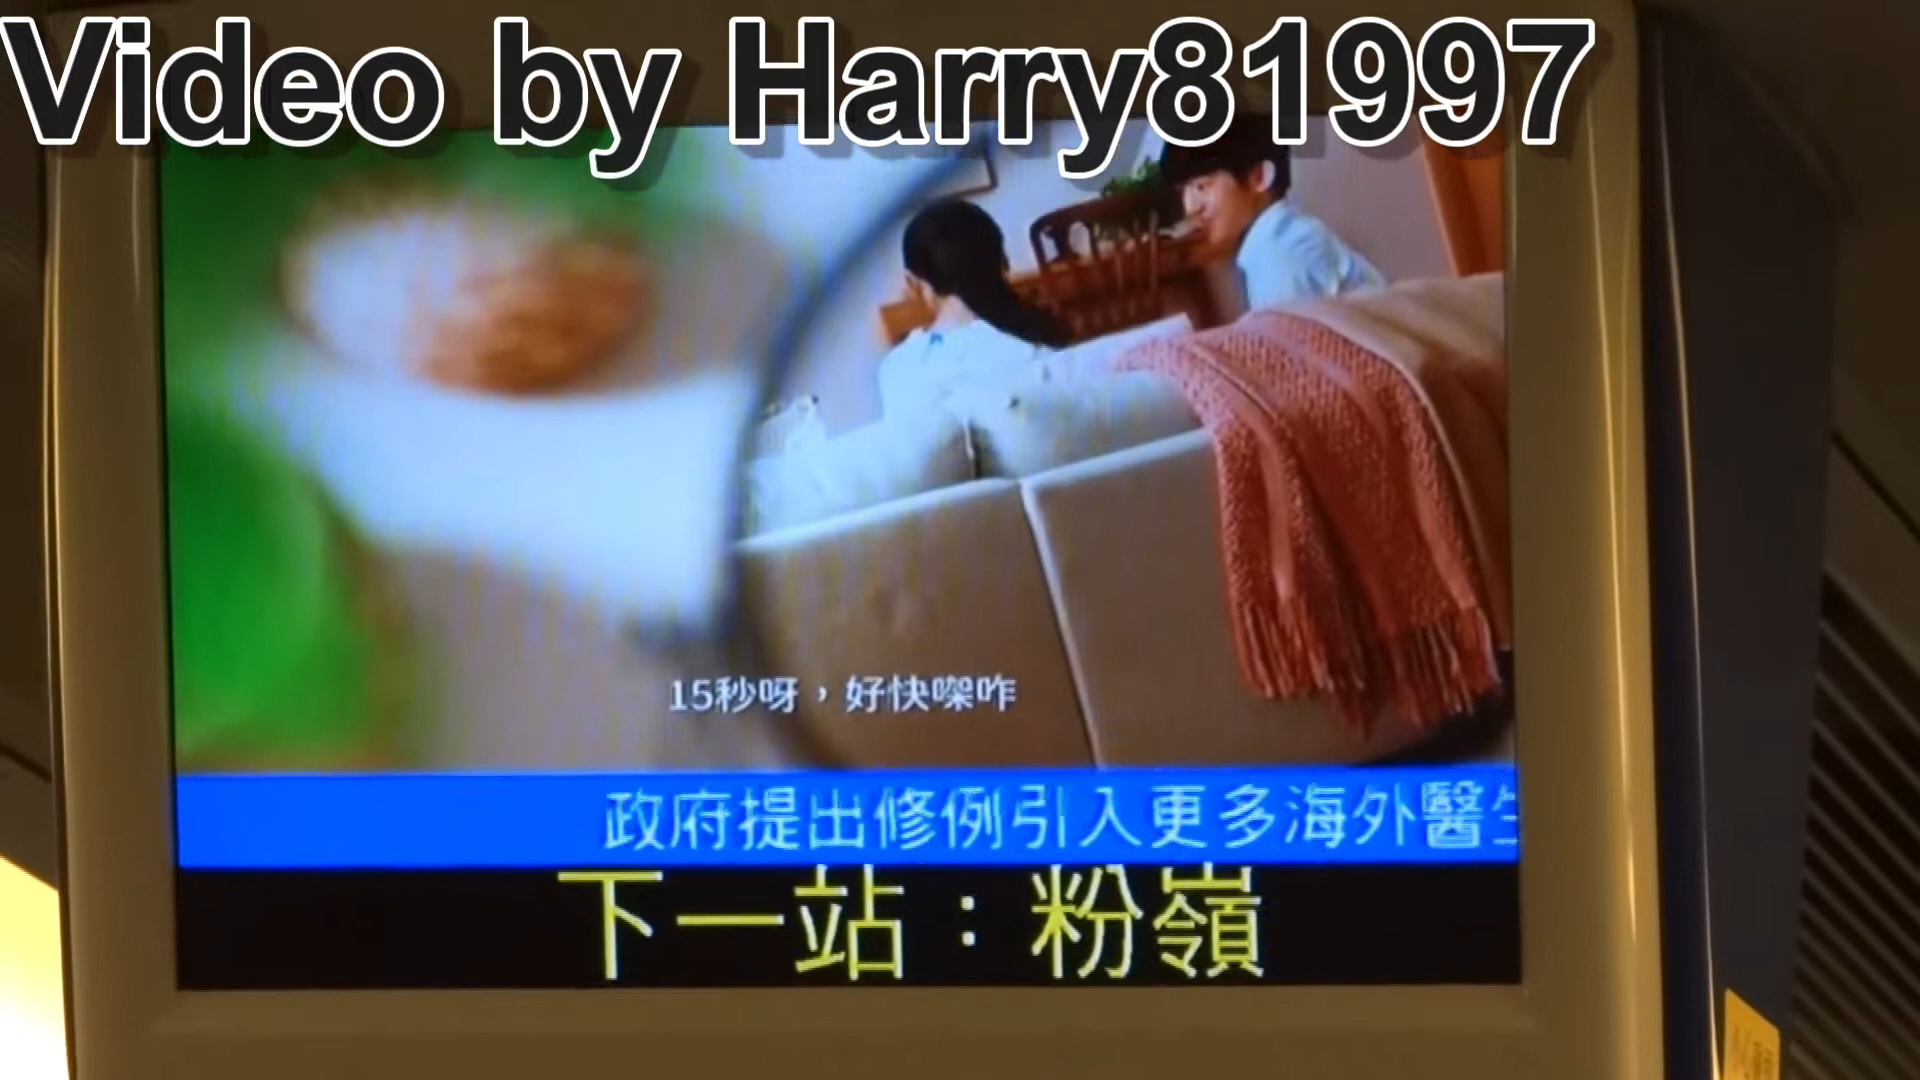 Video by Harry81997
15秒呀，好快㗎咋
政府提出修例引入更多海外醫生
下一站：粉嶺